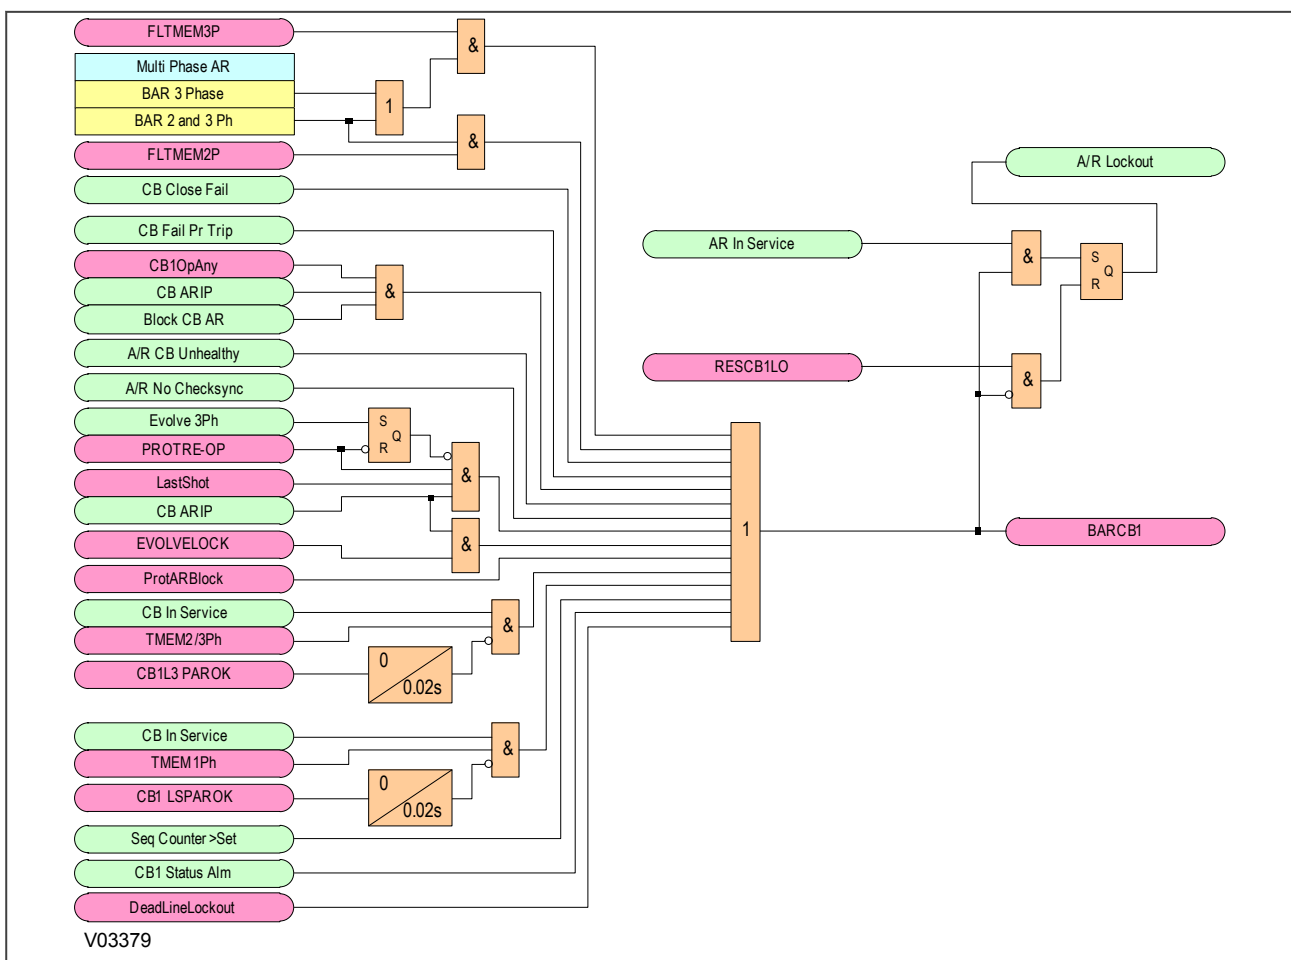 FLTMEM3P
Multi Phase AR
BAR 3 Phase
BAR 2 and 3 Ph
FLTMEM2P
CB Close Fail
CB Fail Pr Trip
CB1OpAny
CB ARIP
Block CB AR
A/R CB Unhealthy
A/R No Checksync
Evolve 3Ph
PROTRE-OP
LastShot
CB ARIP
EVOLVELOCK
ProtARBlock
CB In Service
TMEM2/3Ph
CB1L3 PAROK
CB In Service
TMEM1Ph
CB1 LSPAROK
Seq Counter >Set
CB1 Status Alm
DeadLineLockout
&
1
&
&
S
Q
R
&
&
&
0
0.02s
&
0
0.02s
1
A/R Lockout
AR In Service
&
S
Q
R
RESCB1LO
&
BARCB1
V03379